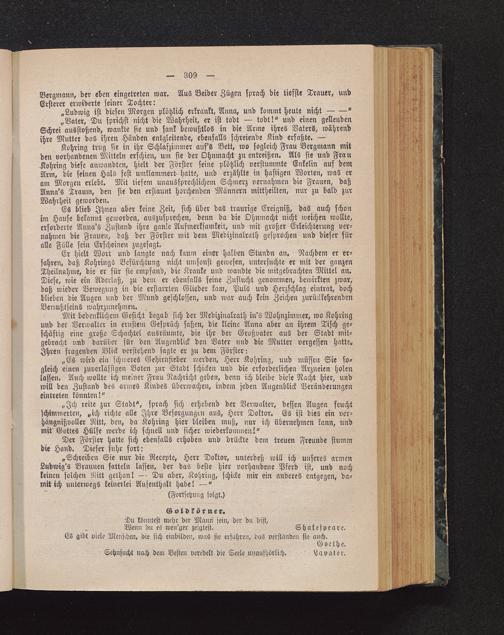 — 309 —
Bergmann, der eben eingetreten war. Aus Beider Zügen sprach die tiefste Trauer, und
Ersterer erwiderte seiner Tochter:
„Ludwig ist diesen Morgen plötzlich erkrankt, Anna, und kommt heute nicht — —"
„Vater, Du sprichst nicht die Wahrheit, er ist todt — todt!" und einen gellenden
Schrei ausstoßend, wankte sie und sank bewußtlos in die Arme ihres Vaters, während
ihre Mutter das ihren Händen entgleitende, ebenfalls schreiende Kind erfaßte. —
Kohring trug sie in ihr Schlafzimmer auf's Bett, wo sogleich Frau Bergmann mit
den vorhandenen Mitteln erschien, um sie der Ohnmacht zu entreißen. Als sie und Frau
Kohring diese anwandten, hielt der Förster seine plötzlich verstummte Enkelin auf dem
Arm, die seinen Hals fest umklammert hatte, und erzählte in hastigen Worten, was er
am Morgen erlebt. Mit tiefem unaussprechlichem Schmerz vernahmen die Frauen, daß
Anna's Traum, den sie den erstaunt horchenden Männern mittheilten, nur zu bald zur
Wahrheit geworden.
Es blieb Ihnen aber keine Zeit, sich über das traurige Ereigniß, das auch schon
im Hause bekannt geworden, auszusprechen, denn da die Ohnmacht nicht weichen wollte,
erforderte Anna's Zustand ihre ganze Aufmerksamkeit, und mit großer Erleichterung ver-
nahmen die Frauen, daß der Förster mit dem Medizinalrath gesprochen und dieser für
alle Fälle sein Erscheinen zugesagt.
Er hielt Wort und langte nach kaum einer halben Stunde an. Nachdem er er-
fahren, daß Kohrings Befürchtung nicht umsonst gewesen, untersuchte er mit der ganzen
Theilnahme, die er für sie empfand, die Kranke und wandte die mitgebrachten Mittel an.
Diese, wie ein Aderlaß, zu dem er ebenfalls seine Zuflucht genommen, bewirkten zwar,
daß wieder Bewegung in die erstarrten Glieder kam, Puls und Herzschlag eintrat, doch
blieben die Augen und der Mund geschlossen, und war auch kein Zeichen zurückkehrenden
Bewußtseins wahrzunehmen.
Mit bedenklichem Gesicht begab sich der Medizinalrath in's Wohnzimmer, wo Kohring
und der Verwalter in ernstem Gespräch saßen, die kleine Anna aber an ihrem Tisch ge-
schäftig eine große Schachtel ausräumte, die ihr der Großvater aus der Stadt mit-
gebracht und darüber für den Augenblick den Vater und die Mutter vergessen hatte.
Ihren fragenden Blick verstehend sagte er zu dem Förster:
„Es wird ein schweres Gehirnfieber werden, Herr Kohring, und müssen Sie so-
gleich einen zuverlässigen Boten zur Stadt schicken und die erforderlichen Arzneien holen
lassen. Auch wollte ich meiner Frau Nachricht geben, denn ich bleibe diese Nacht hier, und
will den Zustand des armes Kindes überwachen, indem jeden Augenblick Veränderungen
eintreten könnten!"
„Ich reite zur Stadt", sprach sich erhebend der Verwalter, dessen Augen feucht
schimmerten, „ich richte alle Ihre Besorgungen aus, Herr Doktor. Es ist dies ein ver-
hängnißvoller Ritt, den, da Kohring hier bleiben muß, nur ich übernehmen kann, und
mit Gottes Hülfe werde ich schnell und sicher wiederkommen!"
Der Förster hatte sich ebenfalls erhoben und drückte dem treuen Freunde stumm
die Hand. Dieser fuhr fort:
„Schreiben Sie nur die Recepte, Herr Doktor, unterdeß will ich unseres armen
Ludwig's Braunen satteln lassen, der das beste hier vorhandene Pferd ist, und noch
keinen solchen Ritt gethan! — Du aber, Kohring, schicke mir ein anderes entgegen, da-
mit ich unterwegs keinerlei Aufenthalt habe! —"
(Fortsetzung folgt.)
Goldkörner.
Du könntest mehr der Mann sein, der du bist,
Wenn du es wen'ger zeigtest. Shakespeare.
Es gibt viele Menschen, die sich einbilden, was sie erfahren, das verständen sie auch.
Goethe.
Sehnsucht nach dem Besten veredelt die Seele unaufhörlich. Lavater.